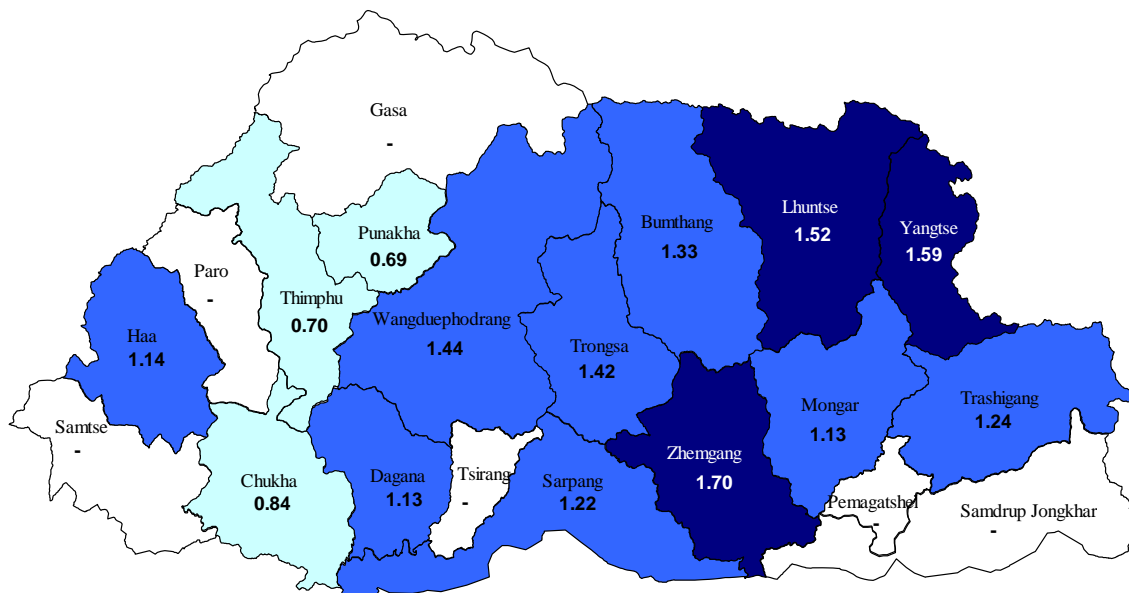 Gasa
-
Punakha
0.69
Paro
-
Thimphu
0.70
Haa
1.14
Samtse
-
Chukha
0.84
Wangduephodrang
1.44
Dagana
1.13
Tsirang
-
Trongsa
1.42
Sarpang
1.22
Bumthang
1.33
Zhemgang
1.70
Lhuntse
1.52
Yangtse
1.59
Mongar
1.13
Trashigang
1.24
Pemagatshel
-
Samdrup Jongkhar
-